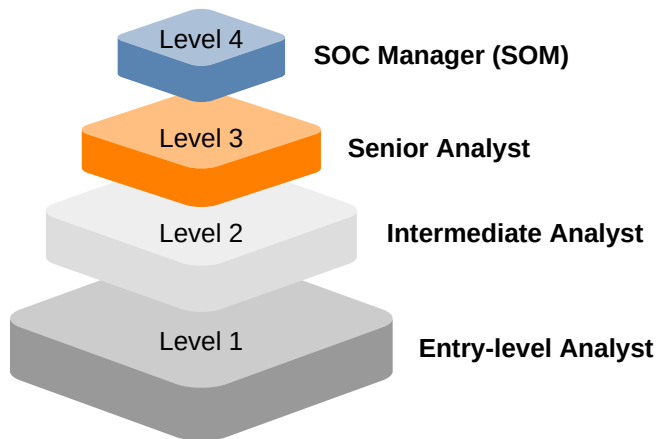 Level 4
SOC Manager (SOM)
Level 3
Senior Analyst
Level 2
Intermediate Analyst
Level 1
Entry-level Analyst